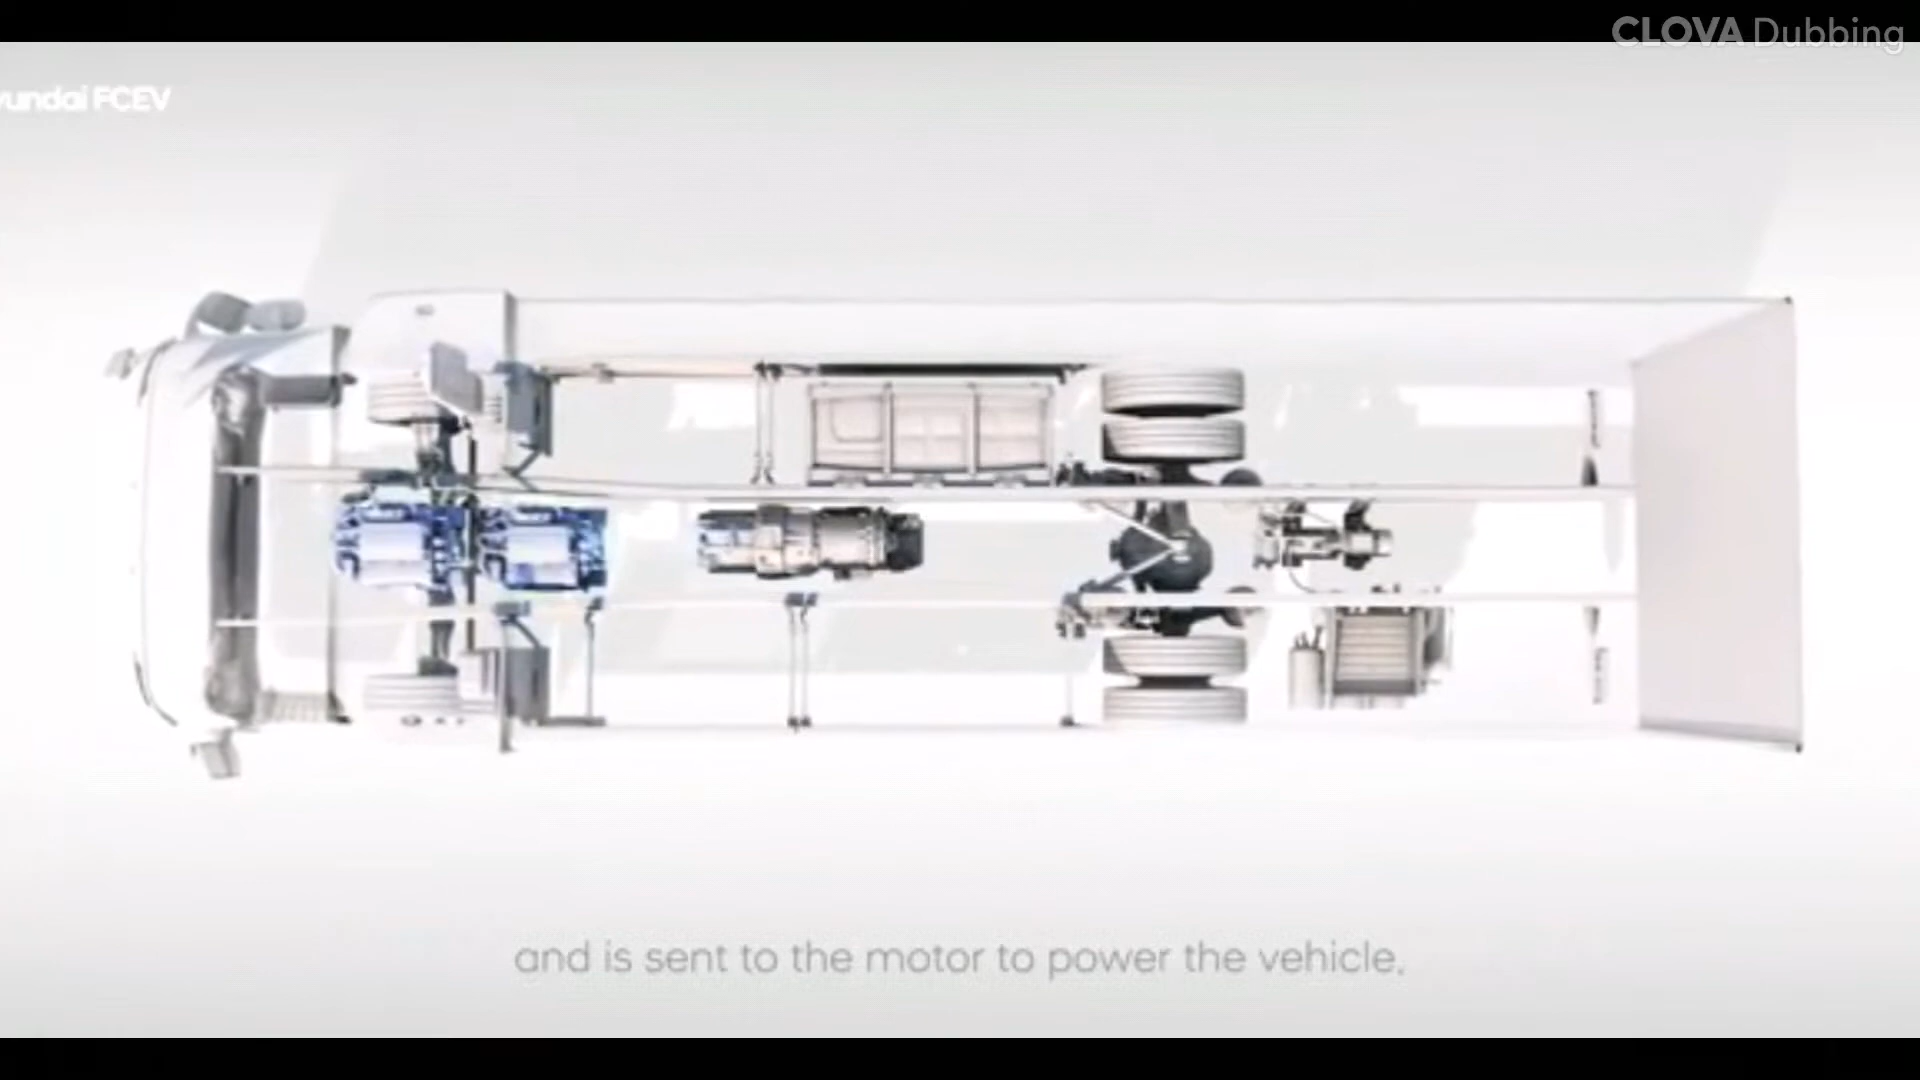 CLOVA Dubbing
yundai FCEV
and is sent to the motor to power the vehicle.